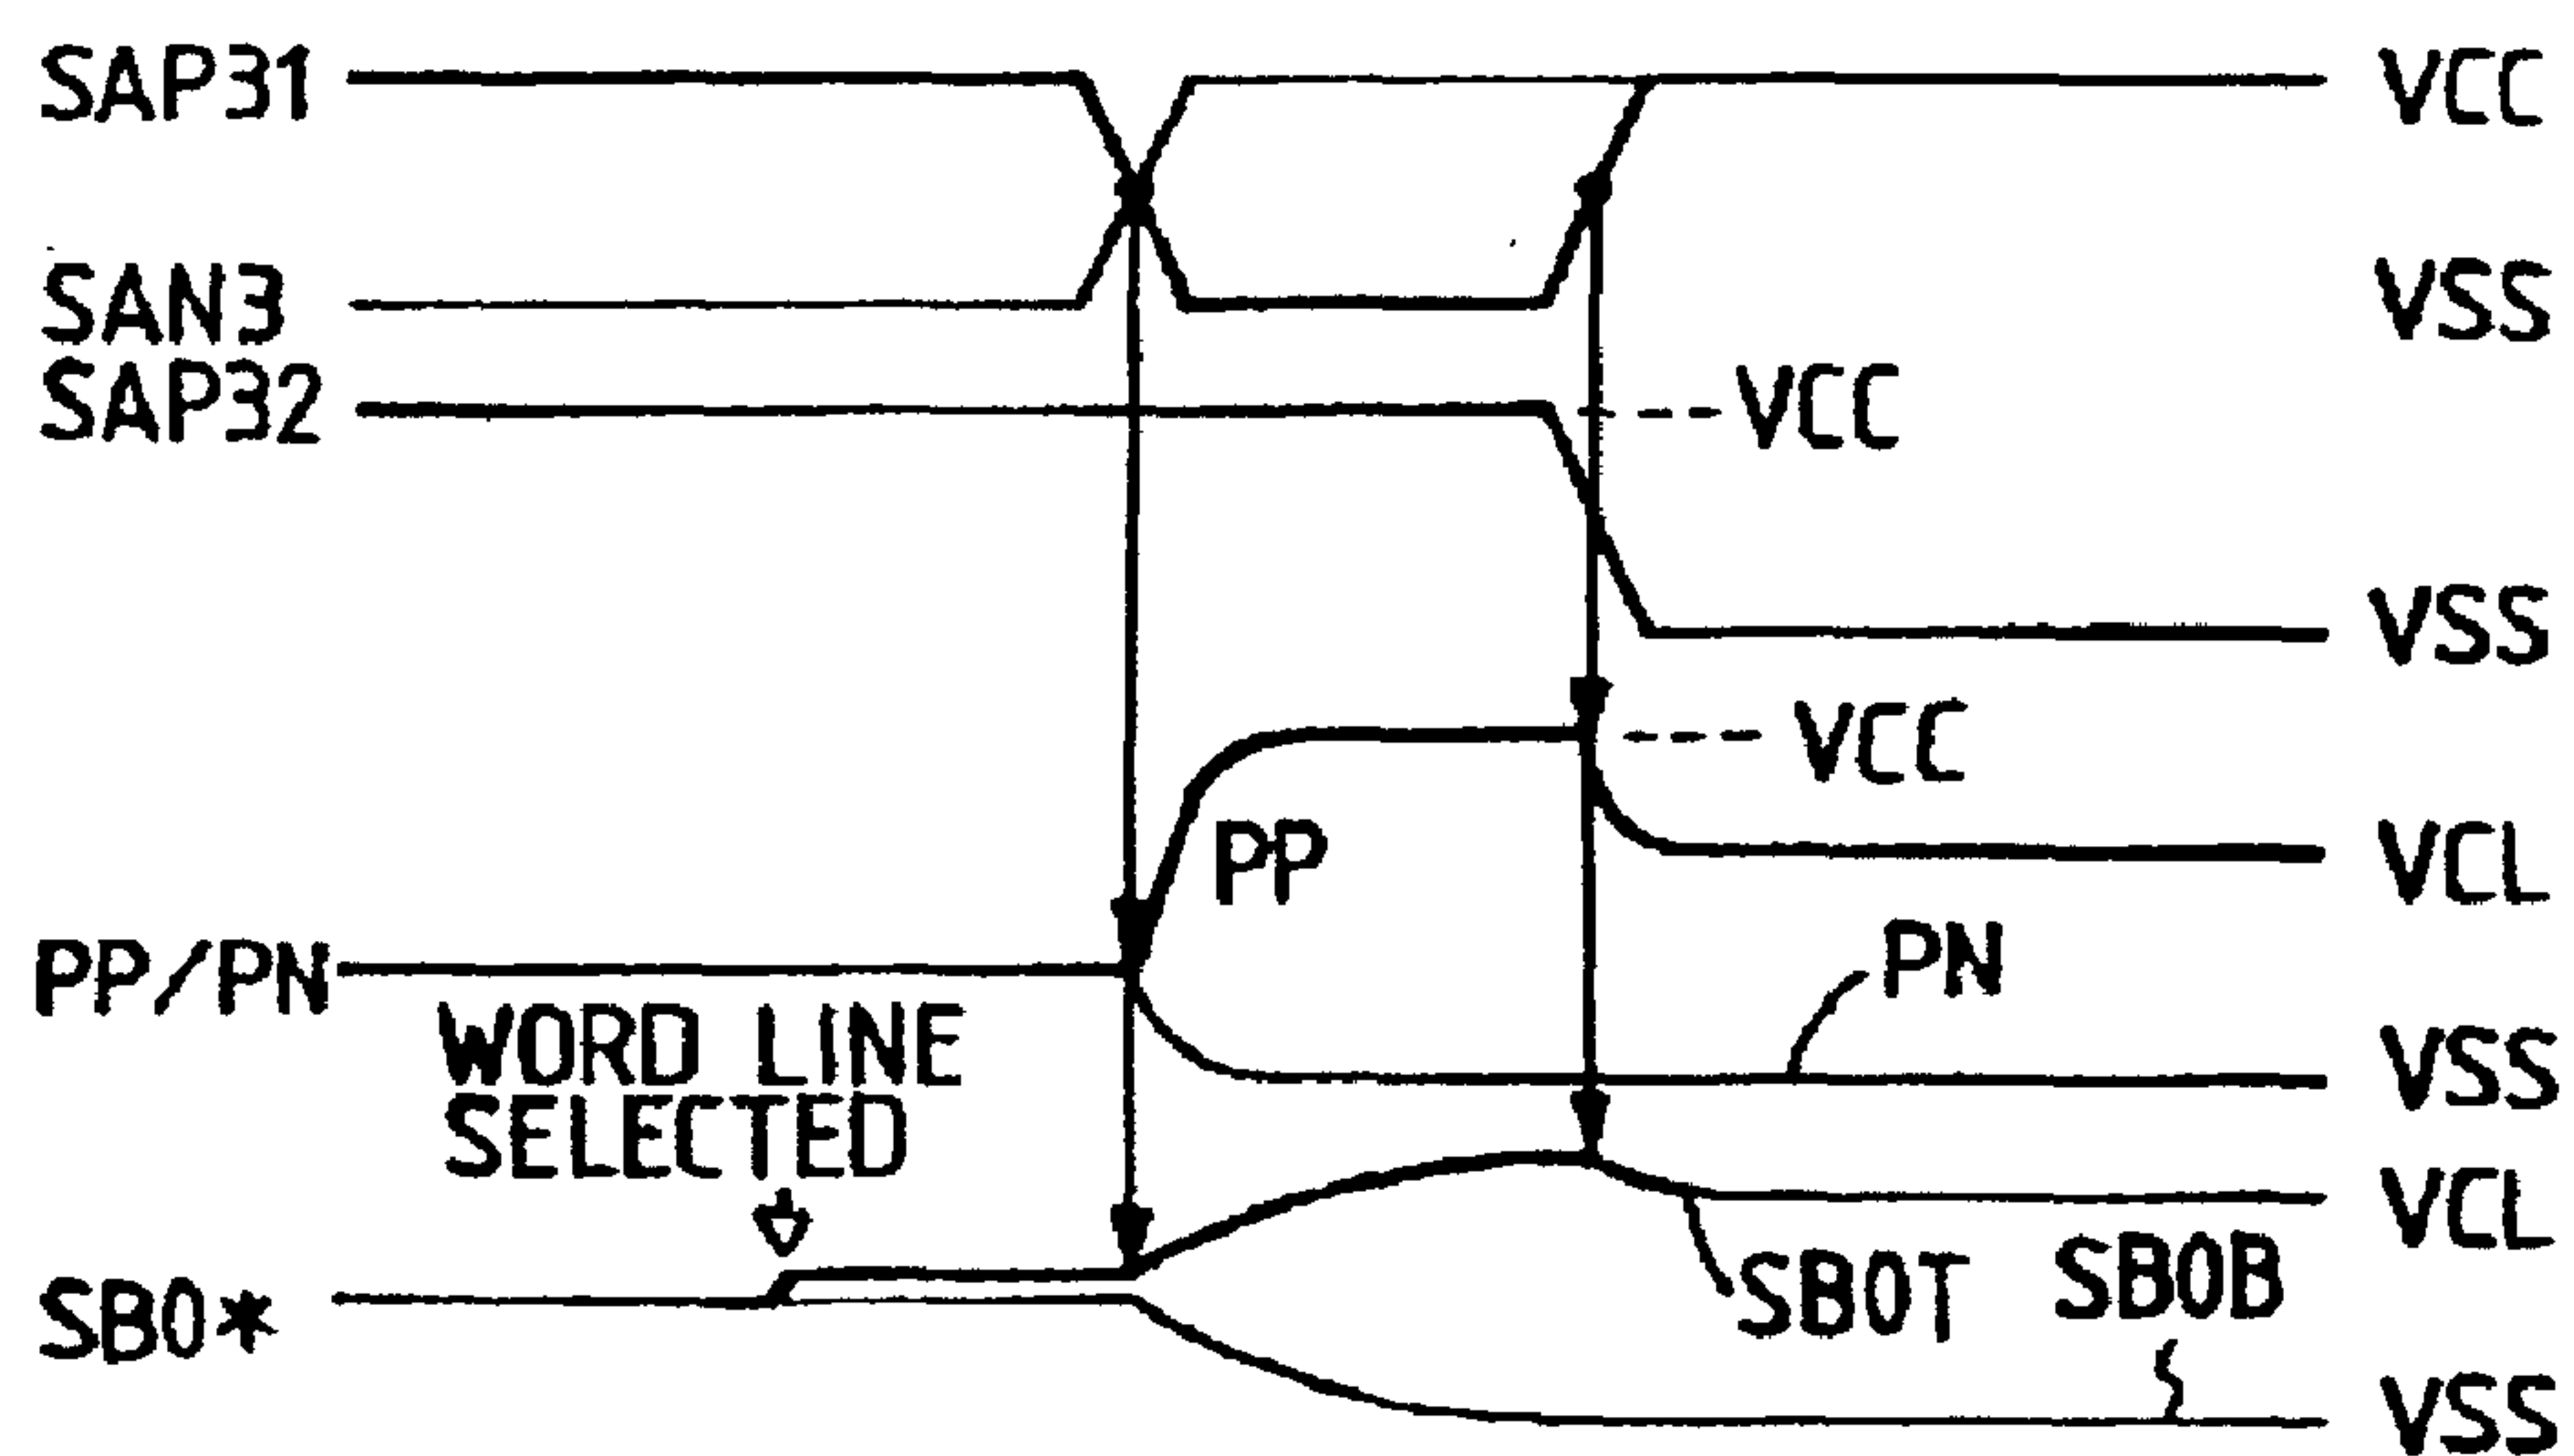 SAP31
VCC
SAN3
VSS
SAP32
VCC
VSS
VCC
PP
VCL
PP/PN
PN
WORD LINE
SELECTED
VSS
VCL
SB0*
SB0T
SB0B
VSS